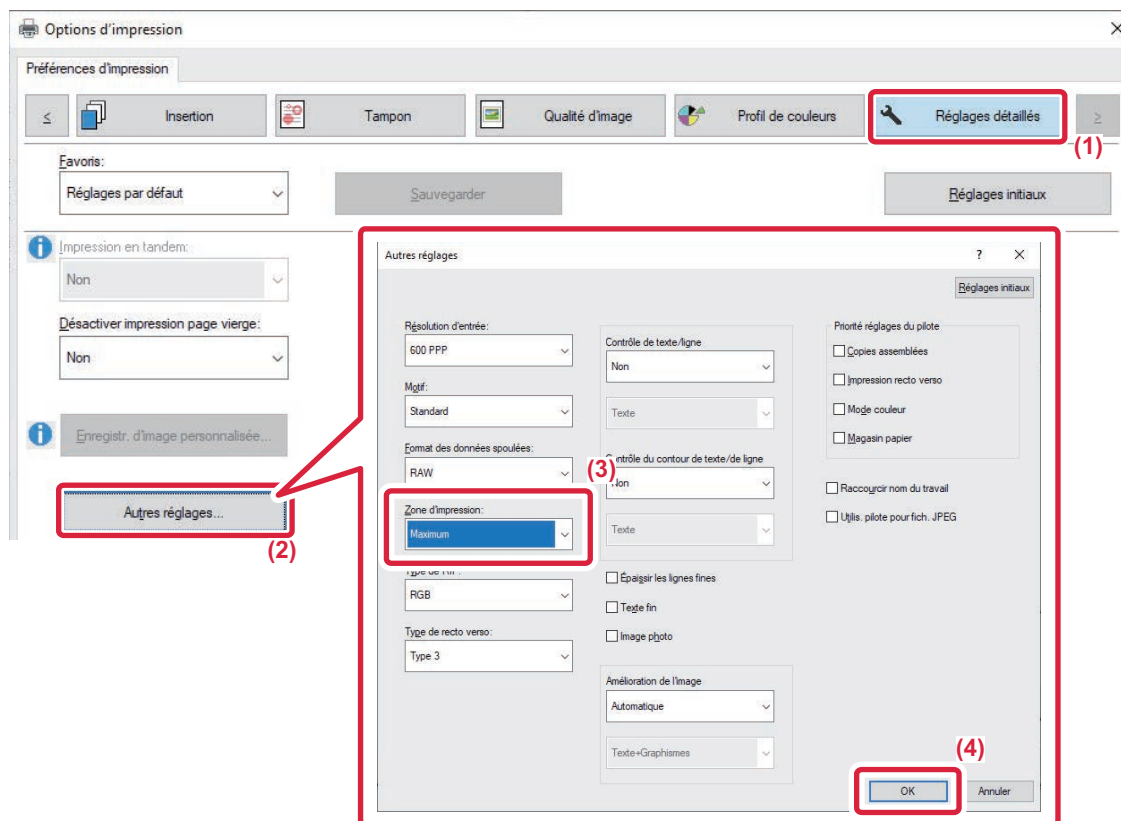 Options d'impression
Préférences d'impression
<
Insertion
Tampon
Qualité d'image
Profil de couleurs
Réglages détaillés
>
(1)
Favoris:
Réglages par défaut
Sauvegarder
Réglages initiaux
Impression en tandem:
Non
Désactiver impression page vierge:
Non
Enregistr. d'image personnalisée...
Autres réglages...
(2)
Autres réglages
?
Réglages initiaux
Résolution d'entrée:
600 PPP
Motif:
Standard
Format des données spoulées:
RAW
(3)
Zone d'impression:
Maximum
Type de
RGB
Type de recto verso:
Type 3
Contrôle de texte/ligne
Non
Texte
Contrôle du contour de texte/de ligne
Non
Texte
Épaissir les lignes fines
Texte fin
Image photo
Amélioration de l'image
Automatique
Texte+Graphismes
Priorité réglages du pilote
Copies assemblées
Impression recto verso
Mode couleur
Magasin papier
Raccourcir nom du travail
Utilis. pilote pour fich. JPEG
(4)
OK
Annuler